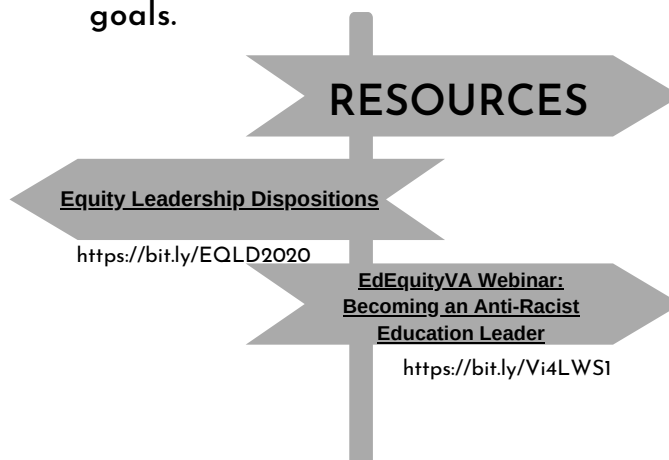 goals.
RESOURCES
Equity Leadership Dispositions
https://bit.ly/EQLD2020
EdEquityVA Webinar:
Becoming an Anti-Racist
Education Leader
https://bit.ly/Vi4LWS1